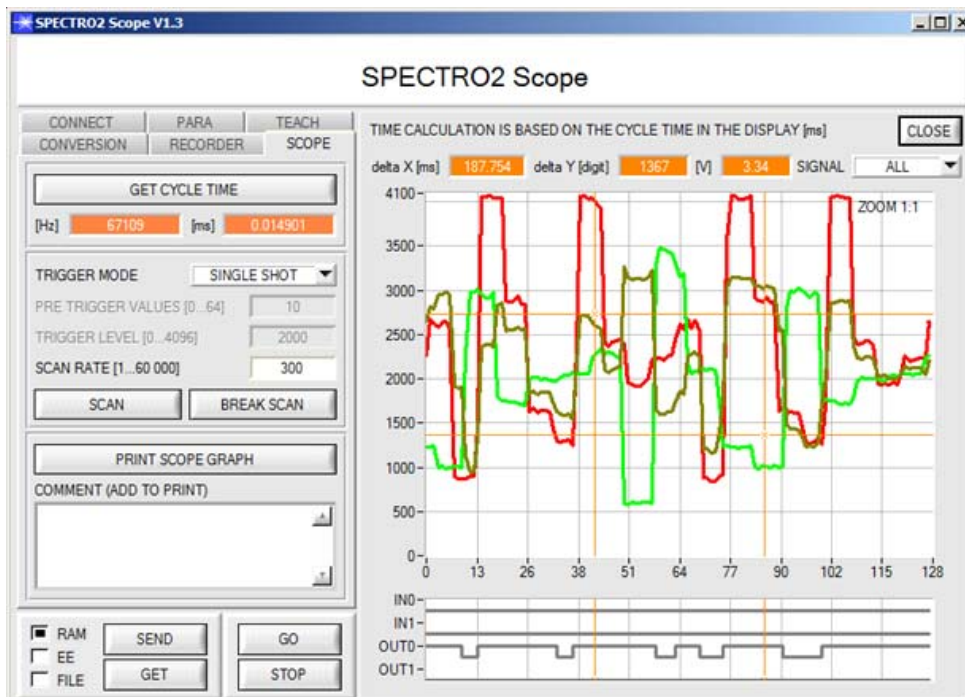 SPECTRO2 Scope V1.3
SPECTRO2 Scope
CONNECT PARA TEACH
CONVERSION RECORDER SCOPE
GET CYCLE TIME
[Hz] 67109 [ms] 0.014901
TRIGGER MODE SINGLE SHOT
PRE TRIGGER VALUES [0...64] 10
TRIGGER LEVEL [0...4096] 2000
SCAN RATE [1...60 000] 300
SCAN BREAK SCAN
PRINT SCOPE GRAPH
COMMENT (ADD TO PRINT)
RAM
EE
FILE
SEND GO
GET STOP
TIME CALCULATION IS BASED ON THE CYCLE TIME IN THE DISPLAY [ms] CLOSE
delta X [ms] 187.754 delta Y [digit] 1367 [V] 3.34 SIGNAL ALL
ZOOM 1:1
4100
3500
3000
2500
2000
1500
1000
500
0
0 13 26 38 51 64 77 90 102 115 128
IN0
IN1
OUT0
OUT1